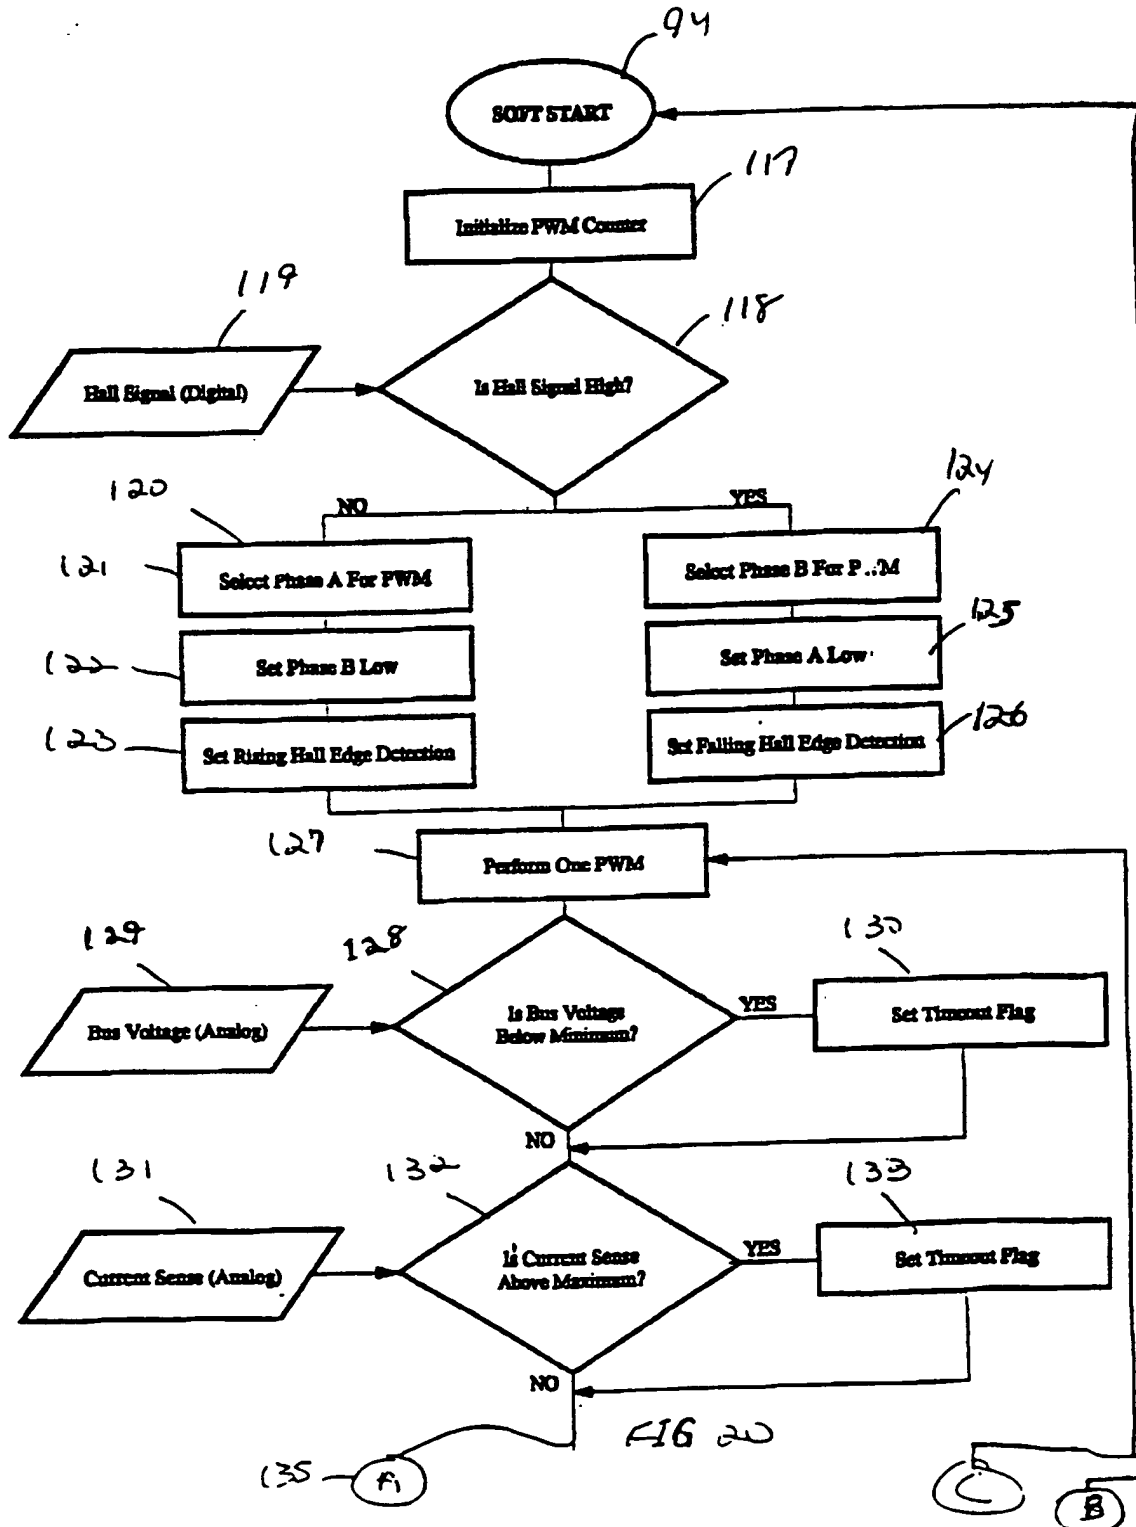 94
SOFT START
117
Initialize PWM Counter
119
118
Hall Signal (Digital)
Is Hall Signal High?
120
NO
YES
124
121
Select Phase A For PWM
Select Phase B For P..M
125
122
Set Phase B Low
Set Phase A Low
126
123
Set Rising Hall Edge Detection
Set Falling Hall Edge Detection
127
Perform One PWM
129
128
130
Bus Voltage (Analog)
Is Bus Voltage
Below Minimum?
YES
Set Timeout Flag
NO
131
132
133
Current Sense (Analog)
Is Current Sense
Above Maximum?
YES
Set Timeout Flag
NO
FIG 20
135
C
B